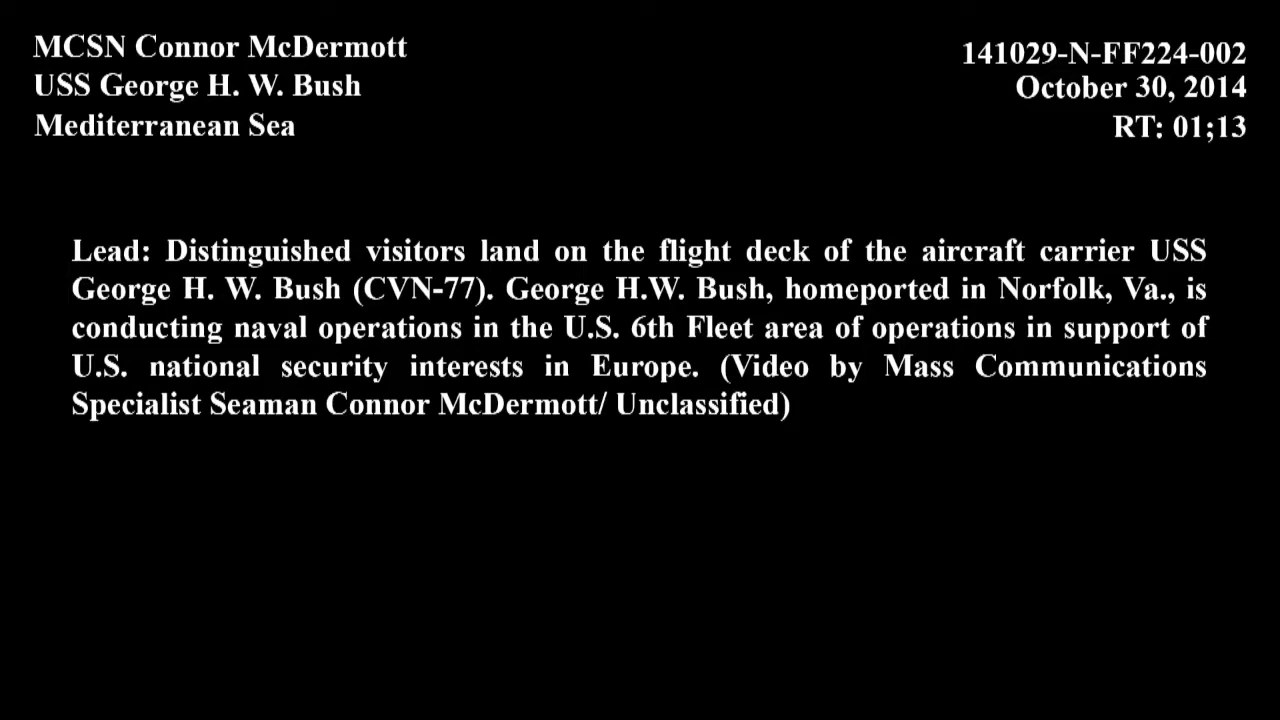 MCSN Connor McDermott
USS George H. W. Bush
Mediterranean Sea
141029-N-FF224-002
October 30, 2014
RT: 01;13
Lead: Distinguished visitors land on the flight deck of the aircraft carrier USS
George H. W. Bush (CVN-77). George H.W. Bush, homeported in Norfolk, Va., is
conducting naval operations in the U.S. 6th Fleet area of operations in support of
U.S. national security interests in Europe. (Video by Mass Communications
Specialist Seaman Connor McDermott/ Unclassified)